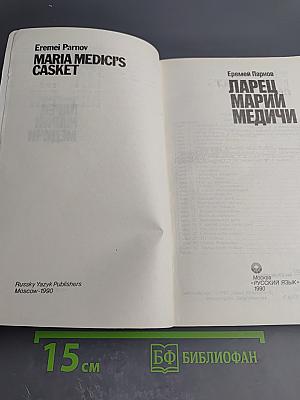 Eremei Parnov
MARIA MEDICI'S
CASKET
Russky Yazyk Publishers
Moscow-1990
Еремей Парнов
ЛАРЕЦ
МАРИИ
МЕДИЧИ
Москва
«РУССКИЙ ЯЗЫК»
1990
15 см
БФ БИБЛИОФАН